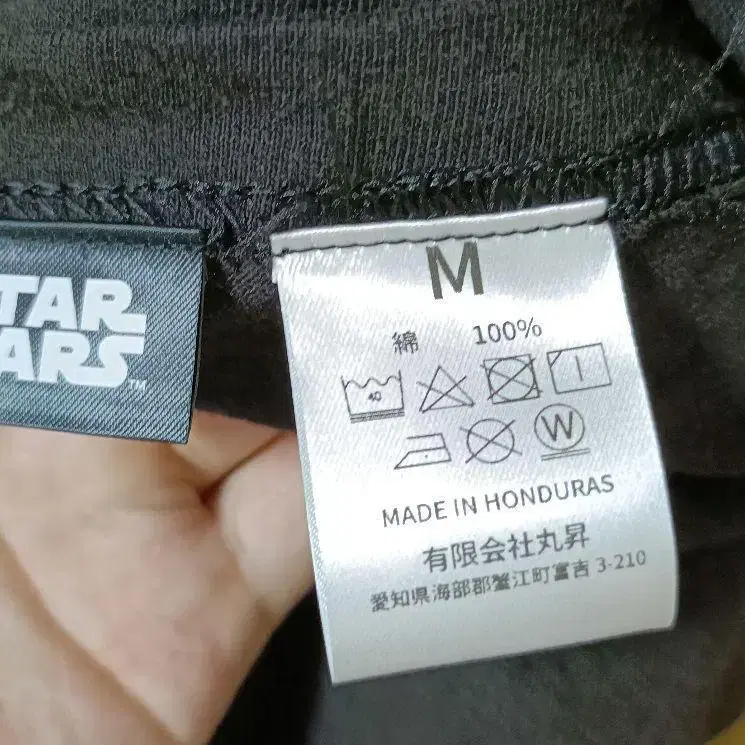 TAR
ARS
TM
M
綿 100%
40
W
MADE IN HONDURAS
有限会社丸昇
愛知県海部郡蟹江町富吉 3-210